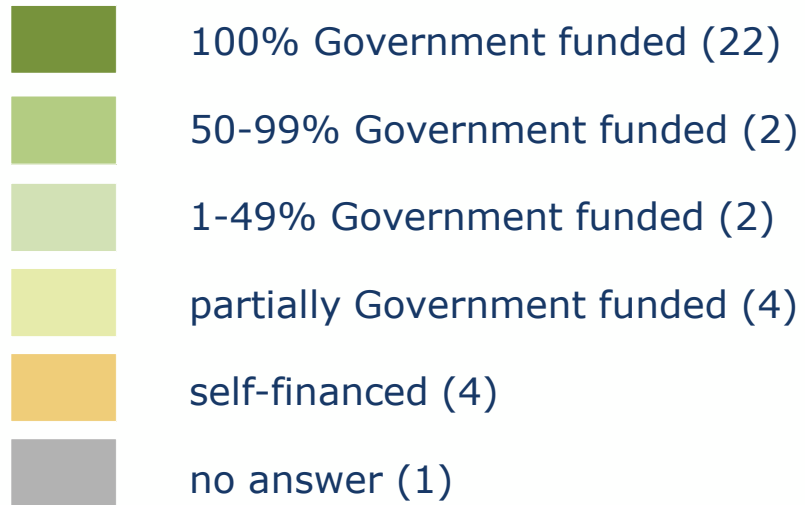 100% Government funded (22)
50-99% Government funded (2)
1-49% Government funded (2)
partially Government funded (4)
self-financed (4)
no answer (1)